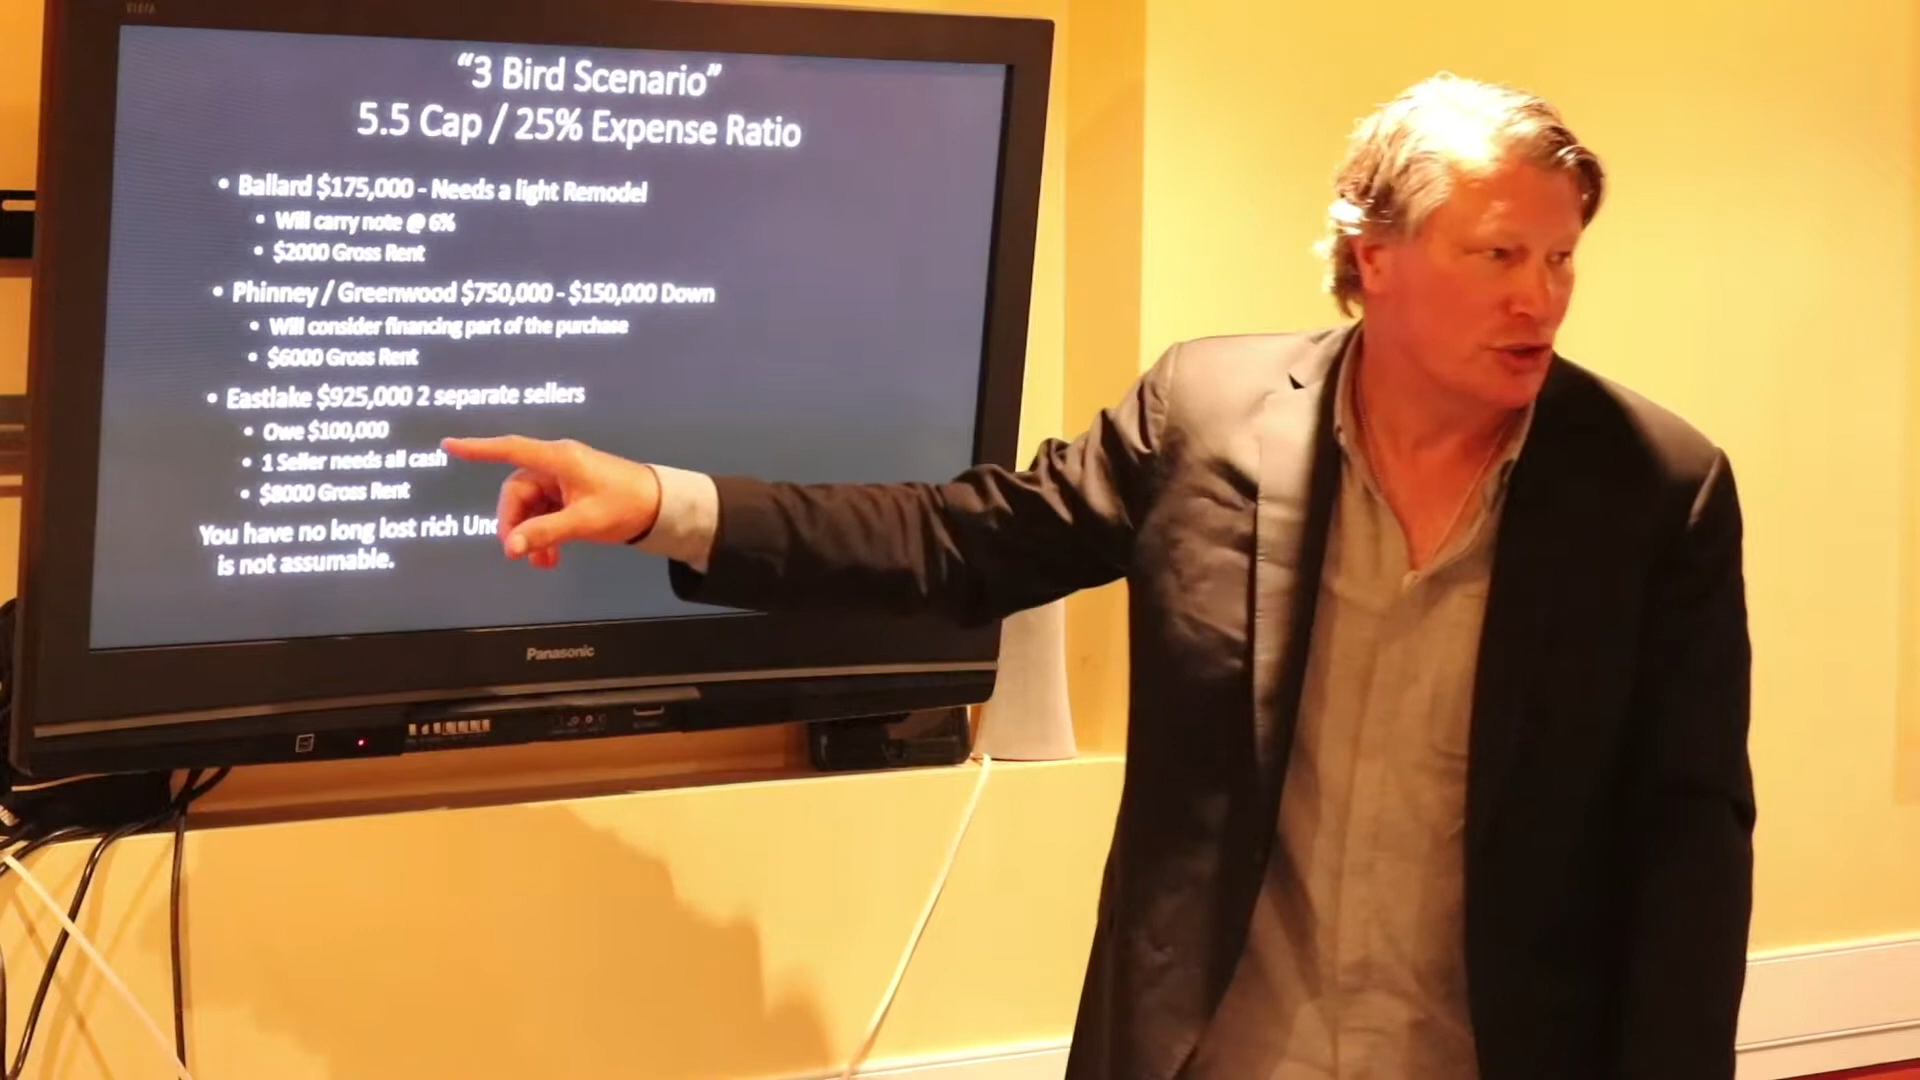 VIERA
“3 Bird Scenario”
5.5 Cap / 25% Expense Ratio
• Ballard $175,000 - Needs a light Remodel
• Will carry note @ 6%
• $2000 Gross Rent
• Phinney / Greenwood $750,000 - $150,000 Down
• Will consider financing part of the purchase
• $6000 Gross Rent
• Eastlake $925,000 2 separate sellers
• Owe $100,000
• 1 Seller needs all cash
• $8000 Gross Rent
You have no long lost rich
is not assumable.
Panasonic